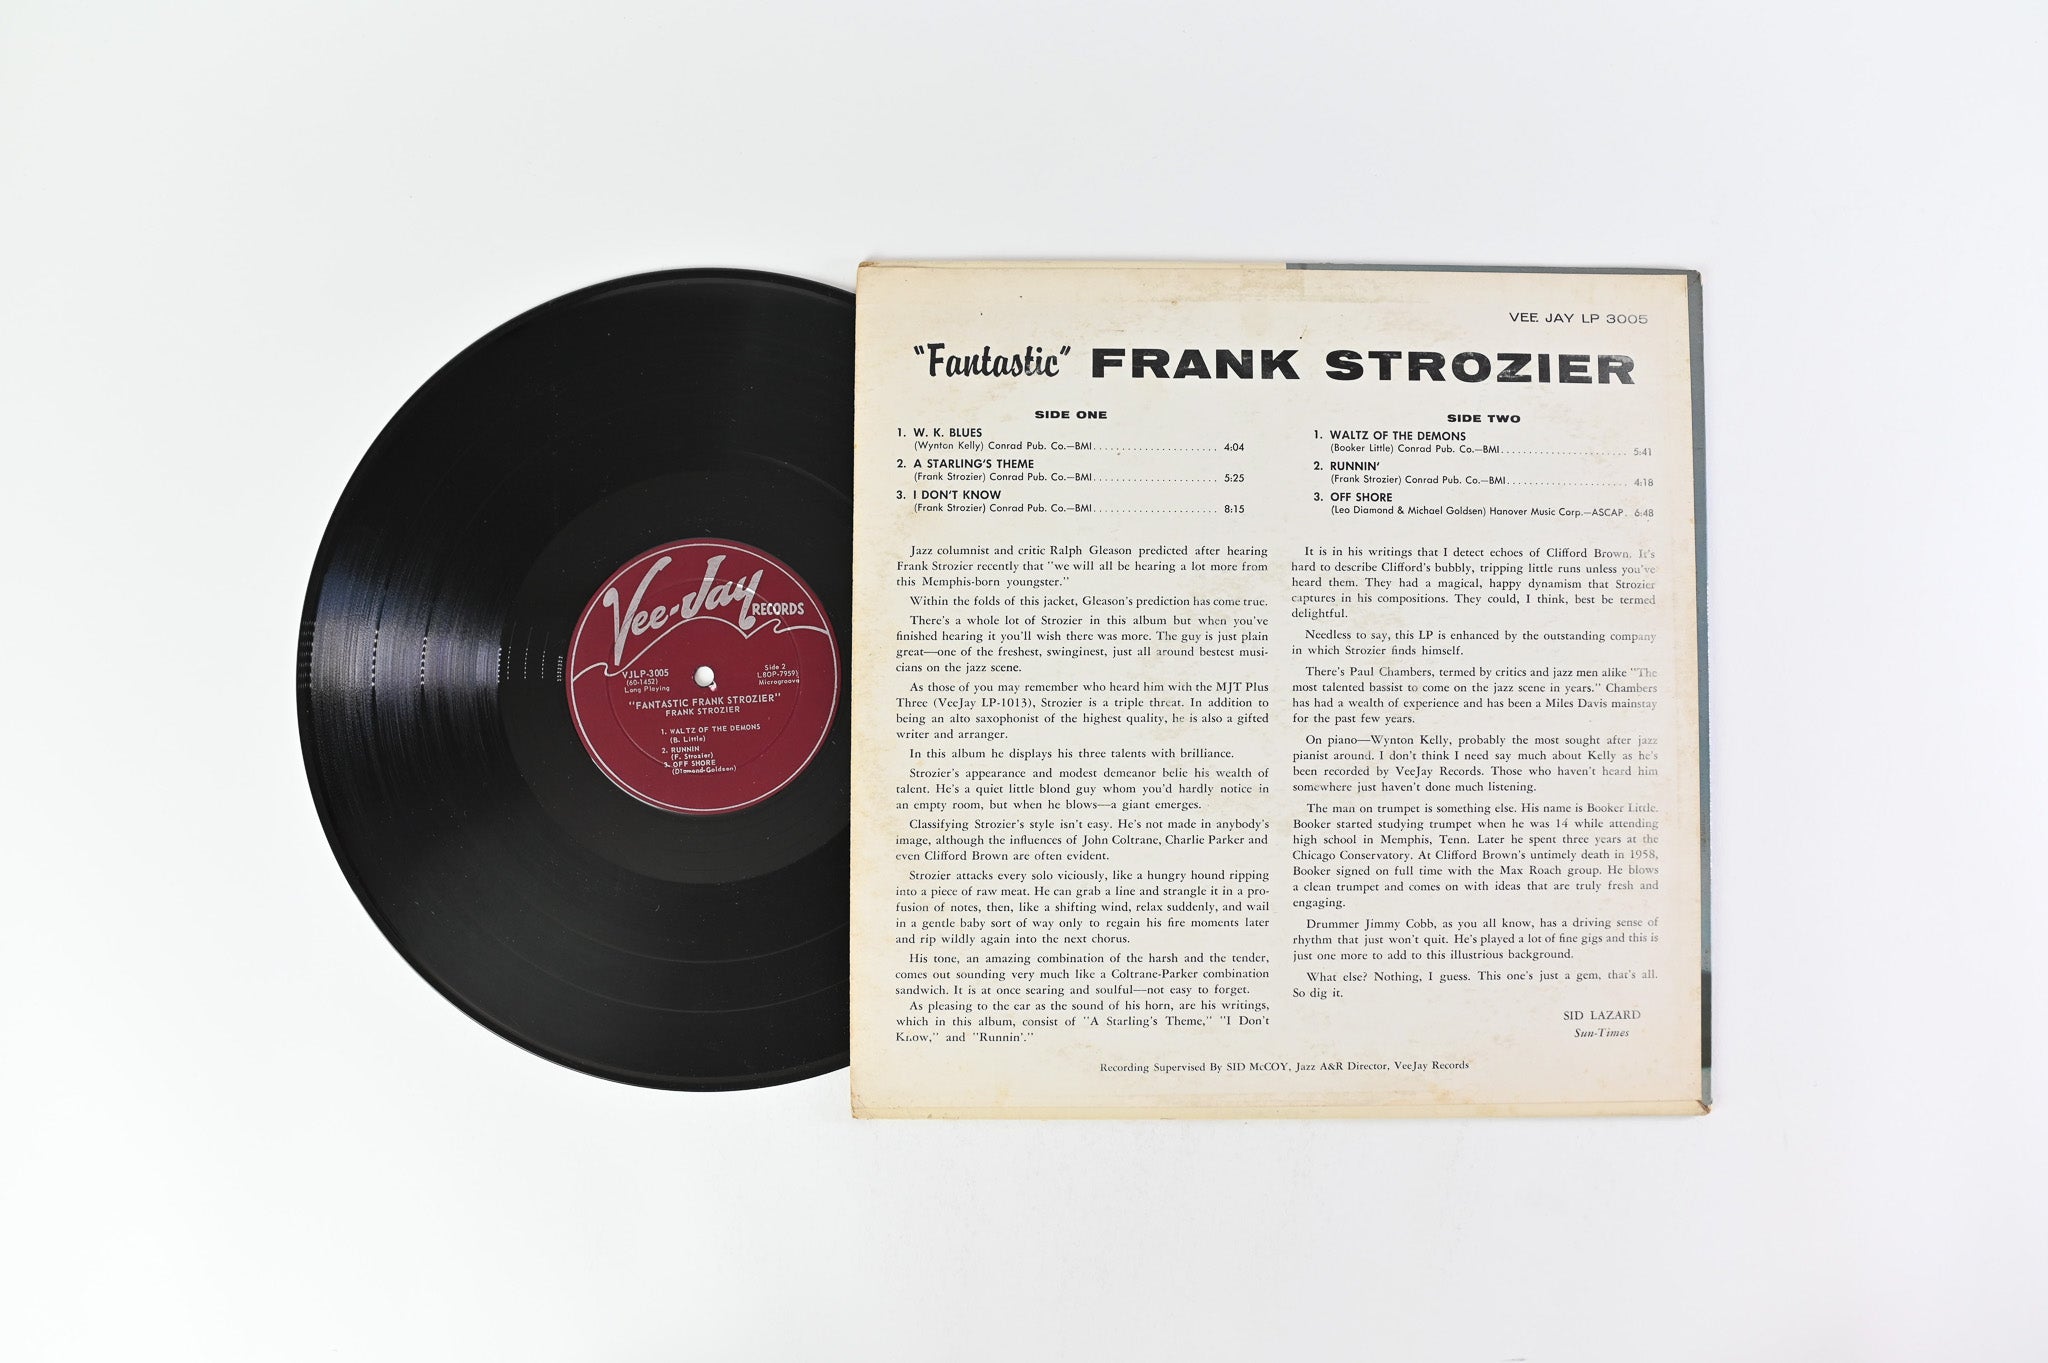 Vee-Jay
RECORDS
VJLP-3005
(60-1452)
Long Playing
Side 2
L8OP-7959)
Microgroove
"FANTASTIC FRANK STROZIER"
FRANK STROZIER
1. WALTZ OF THE DEMONS
(B. Little)
2. RUNNIN
(F. Strozier)
3. OFF SHORE
(Diamond-Goldsen)
VEE JAY LP 3005
"Fantastic" FRANK STROZIER
SIDE ONE
1. W. K. BLUES
(Wynton Kelly) Conrad Pub. Co.—BMI. . . . . . . . . . . . . . . . . . . . . . 4:04
2. A STARLING'S THEME
(Frank Strozier) Conrad Pub. Co.—BMI. . . . . . . . . . . . . . . . . . . . . . 5:25
3. I DON'T KNOW
(Frank Strozier) Conrad Pub. Co.—BMI. . . . . . . . . . . . . . . . . . . . . . 8:15
SIDE TWO
1. WALTZ OF THE DEMONS
(Booker Little) Conrad Pub. Co.—BMI. . . . . . . . . . . . . . . . . . . . . . 5:41
2. RUNNIN'
(Frank Strozier) Conrad Pub. Co.—BMI. . . . . . . . . . . . . . . . . . . . . 4:18
3. OFF SHORE
(Leo Diamond & Michael Goldsen) Hanover Music Corp.—ASCAP. 6:48
Jazz columnist and critic Ralph Gleason predicted after hearing
Frank Strozier recently that "we will all be hearing a lot more from
this Memphis-born youngster."
Within the folds of this jacket, Gleason's prediction has come true.
There's a whole lot of Strozier in this album but when you've
finished hearing it you'll wish there was more. The guy is just plain
great—one of the freshest, swinginest, just all around bestest musi-
cians on the jazz scene.
As those of you may remember who heard him with the MJT Plus
Three (VeeJay LP-1013), Strozier is a triple threat. In addition to
being an alto saxophonist of the highest quality, he is also a gifted
writer and arranger.
In this album he displays his three talents with brilliance.
Strozier's appearance and modest demeanor belie his wealth of
talent. He's a quiet little blond guy whom you'd hardly notice in
an empty room, but when he blows—a giant emerges.
Classifying Strozier's style isn't easy. He's not made in anybody's
image, although the influences of John Coltrane, Charlie Parker and
even Clifford Brown are often evident.
Strozier attacks every solo viciously, like a hungry hound ripping
into a piece of raw meat. He can grab a line and strangle it in a pro-
fusion of notes, then, like a shifting wind, relax suddenly, and wail
in a gentle baby sort of way only to regain his fire moments later
and rip wildly again into the next chorus.
His tone, an amazing combination of the harsh and the tender,
comes out sounding very much like a Coltrane-Parker combination
sandwich. It is at once searing and soulful—not easy to forget.
As pleasing to the ear as the sound of his horn, are his writings,
which in this album, consist of "A Starling's Theme," "I Don't
Know," and "Runnin'."
It is in his writings that I detect echoes of Clifford Brown. It's
hard to describe Clifford's bubbly, tripping little runs unless you've
heard them. They had a magical, happy dynamism that Strozier
captures in his compositions. They could, I think, best be termed
delightful.
Needless to say, this LP is enhanced by the outstanding company
in which Strozier finds himself.
There's Paul Chambers, termed by critics and jazz men alike "The
most talented bassist to come on the jazz scene in years." Chambers
has had a wealth of experience and has been a Miles Davis mainstay
for the past few years.
On piano—Wynton Kelly, probably the most sought after jazz
pianist around. I don't think I need say much about Kelly as he's
been recorded by VeeJay Records. Those who haven't heard him
somewhere just haven't done much listening.
The man on trumpet is something else. His name is Booker Little.
Booker started studying trumpet when he was 14 while attending
high school in Memphis, Tenn. Later he spent three years at the
Chicago Conservatory. At Clifford Brown's untimely death in 1958,
Booker signed on full time with the Max Roach group. He blows
a clean trumpet and comes on with ideas that are truly fresh and
engaging.
Drummer Jimmy Cobb, as you all know, has a driving sense of
rhythm that just won't quit. He's played a lot of fine gigs and this is
just one more to add to this illustrious background.
What else? Nothing, I guess. This one's just a gem, that's all.
So dig it.
SID LAZARD
Sun-Times
Recording Supervised By SID McCOY, Jazz A&R Director, VeeJay Records